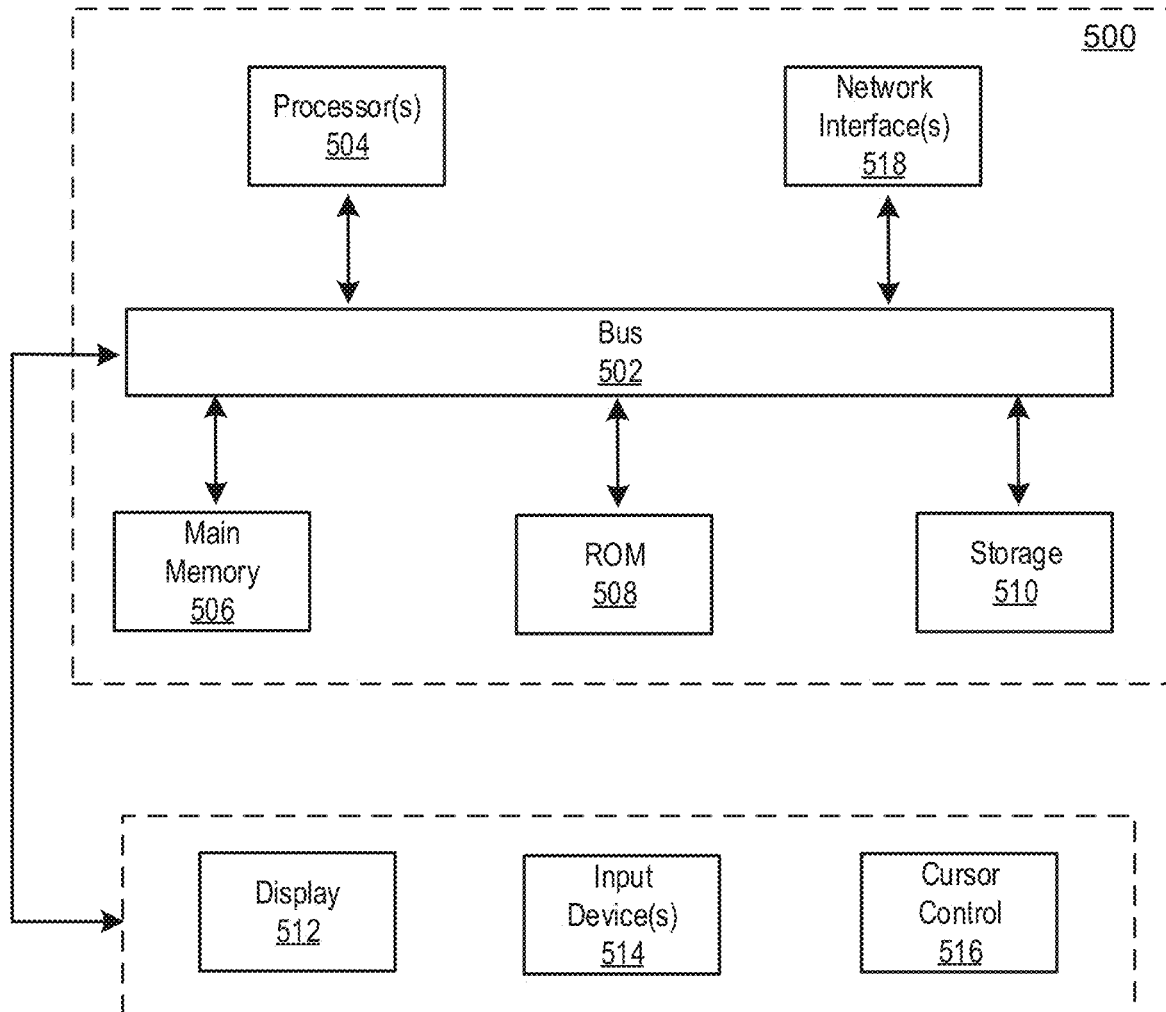 500
Processor(s)
504
Network
Interface(s)
518
Bus
502
Main
Memory
506
ROM
508
Storage
510
Display
512
Input
Device(s)
514
Cursor
Control
516